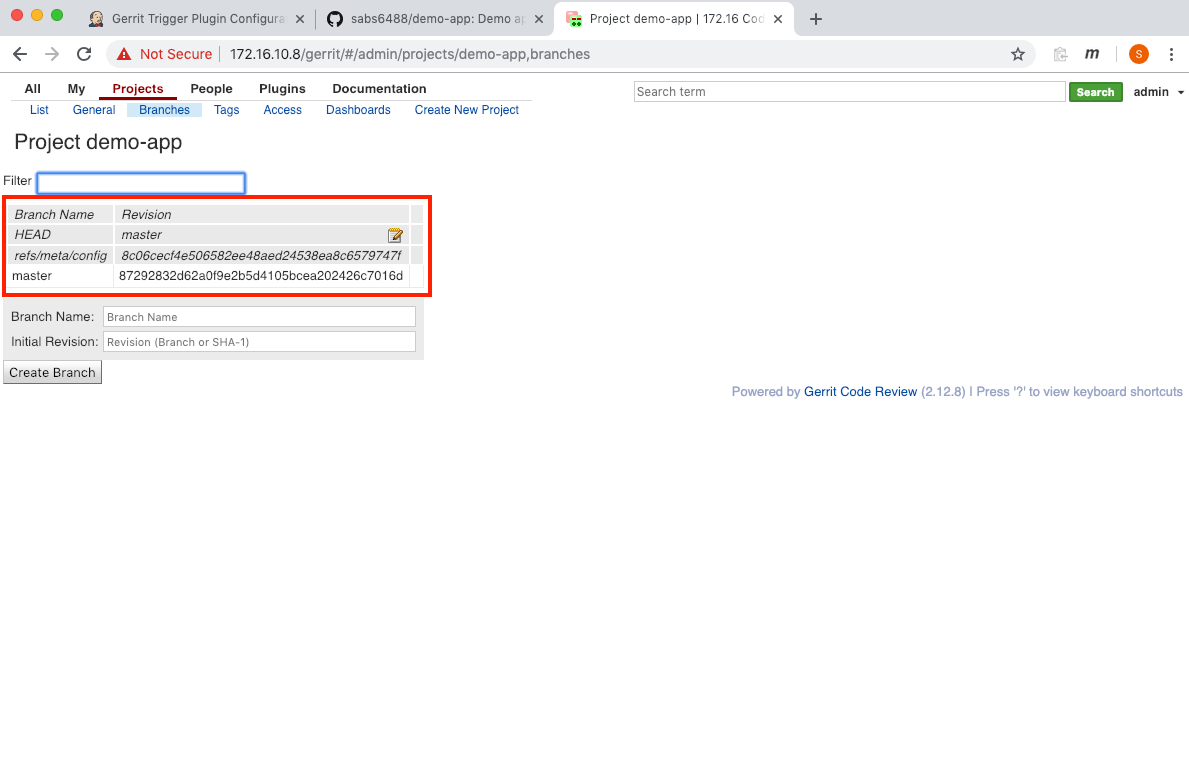 Gerrit Trigger Plugin Configura
sabs6488/demo-app: Demo ap
Project demo-app | 172.16 Cod
Not Secure
172.16.10.8/gerrit/#/admin/projects/demo-app,branches
m
S
All My Projects People Plugins Documentation
Search term
Search
admin
List General Branches Tags Access Dashboards Create New Project
Project demo-app
Filter
Branch Name Revision
HEAD master
refs/meta/config 8c06cecf4e506582ee48aed24538ea8c6579747f
master 87292832d62a0f9e2b5d4105bcea202426c7016d
Branch Name: Branch Name
Initial Revision: Revision (Branch or SHA-1)
Create Branch
Powered by Gerrit Code Review (2.12.8) | Press '?' to view keyboard shortcuts